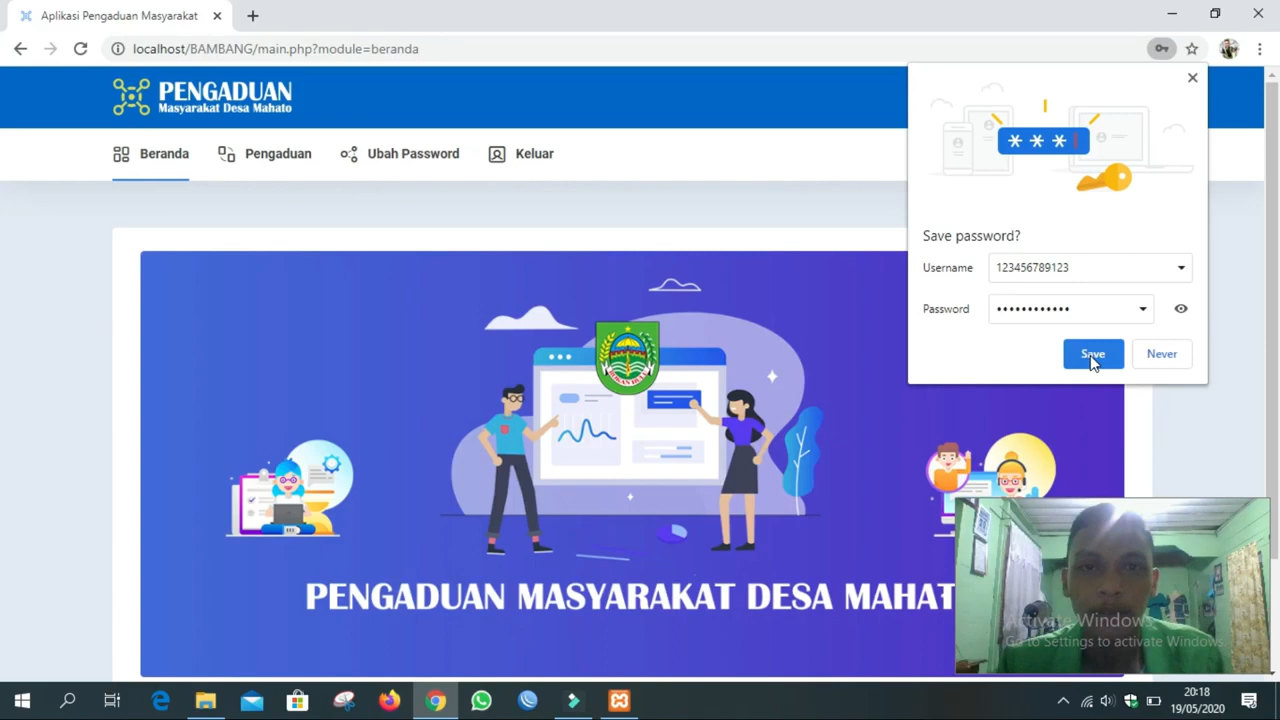 Aplikasi Pengaduan Masyarakat
localhost/BAMBANG/main.php?module=beranda
PENGADUAN
Masyarakat Desa Mahato
Beranda
Pengaduan
Ubah Password
Keluar
***
Save password?
Username
123456789123
Password
••••••••••••
Save
Never
PENGADUAN MASYARAKAT DESA MAHAT
Activate Windows
Go to Settings to activate Windows.
20:18
19/05/2020